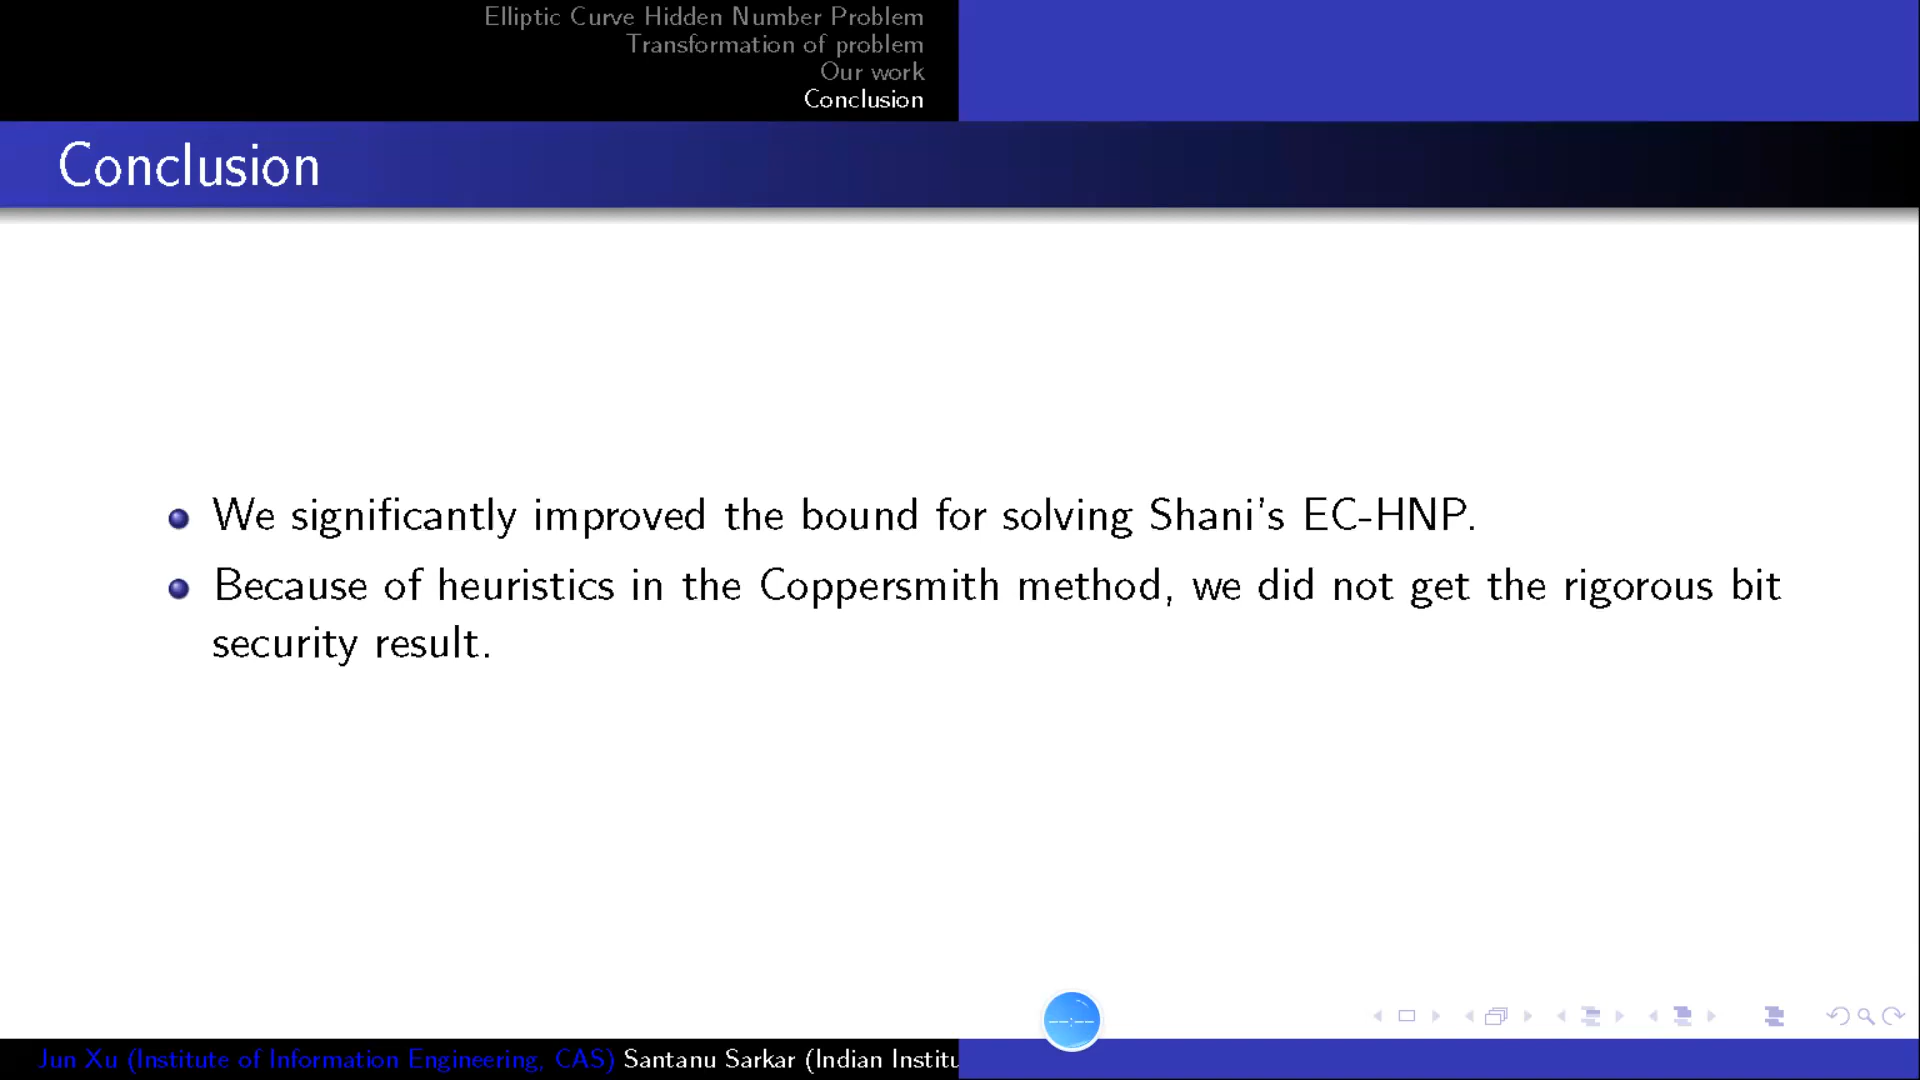 Elliptic Curve Hidden Number Problem
Transformation of problem
Our work
Conclusion
Conclusion
We significantly improved the bound for solving Shani's EC-HNP.
Because of heuristics in the Coppersmith method, we did not get the rigorous bit
security result.
--:--
Jun Xu (Institute of Information Engineering, CAS) Santanu Sarkar (Indian Institu